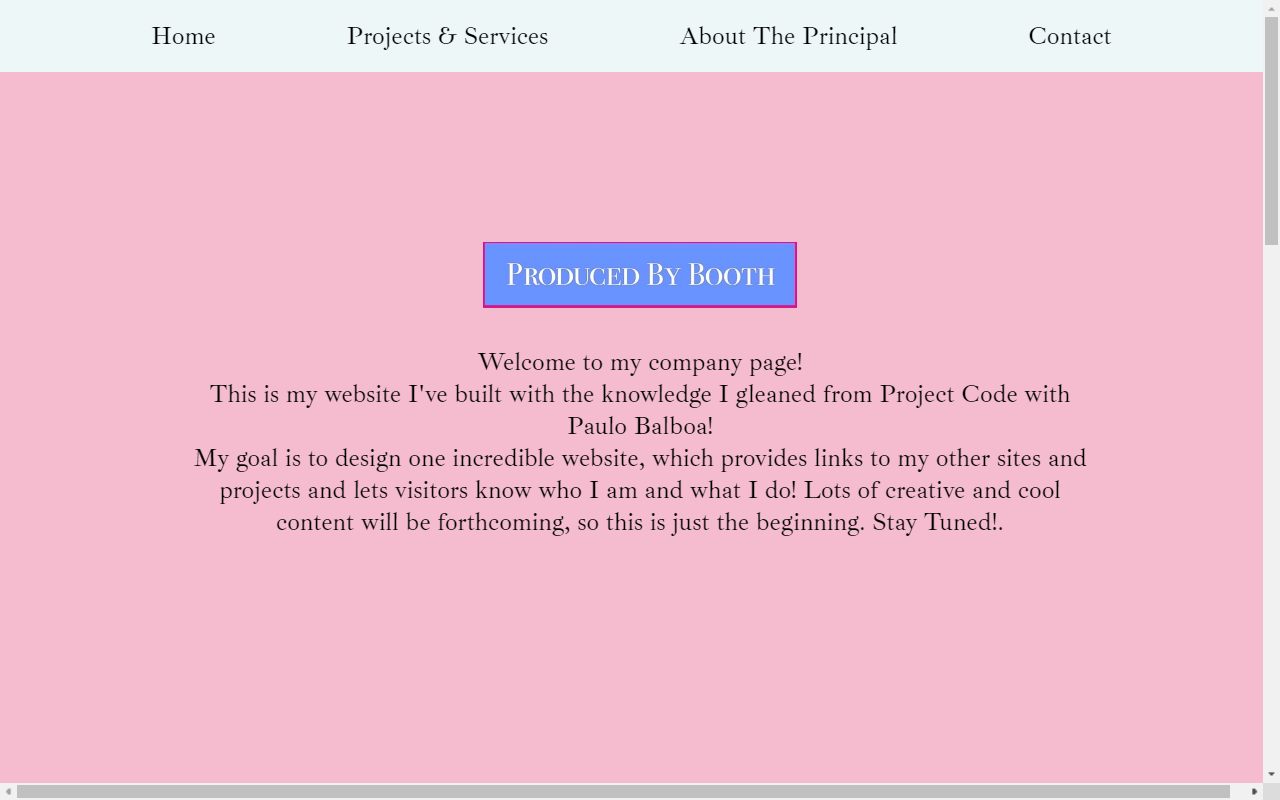 Home Projects & Services About The Principal Contact
Produced By Booth
Welcome to my company page!
This is my website I've built with the knowledge I gleaned from Project Code with
Paulo Balboa!
My goal is to design one incredible website, which provides links to my other sites and
projects and lets visitors know who I am and what I do! Lots of creative and cool
content will be forthcoming, so this is just the beginning. Stay Tuned!.